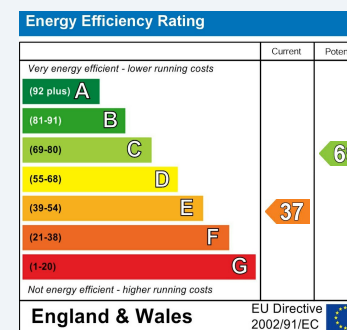 Energy Efficiency Rating
Current
Very energy efficient - lower running costs
(92 plus) A
(81-91) B
(69-80) C
(55-68) D
(39-54) E
37
(21-38) F
(1-20) G
Not energy efficient - higher running costs
England & Wales
EU Directive
2002/91/EC